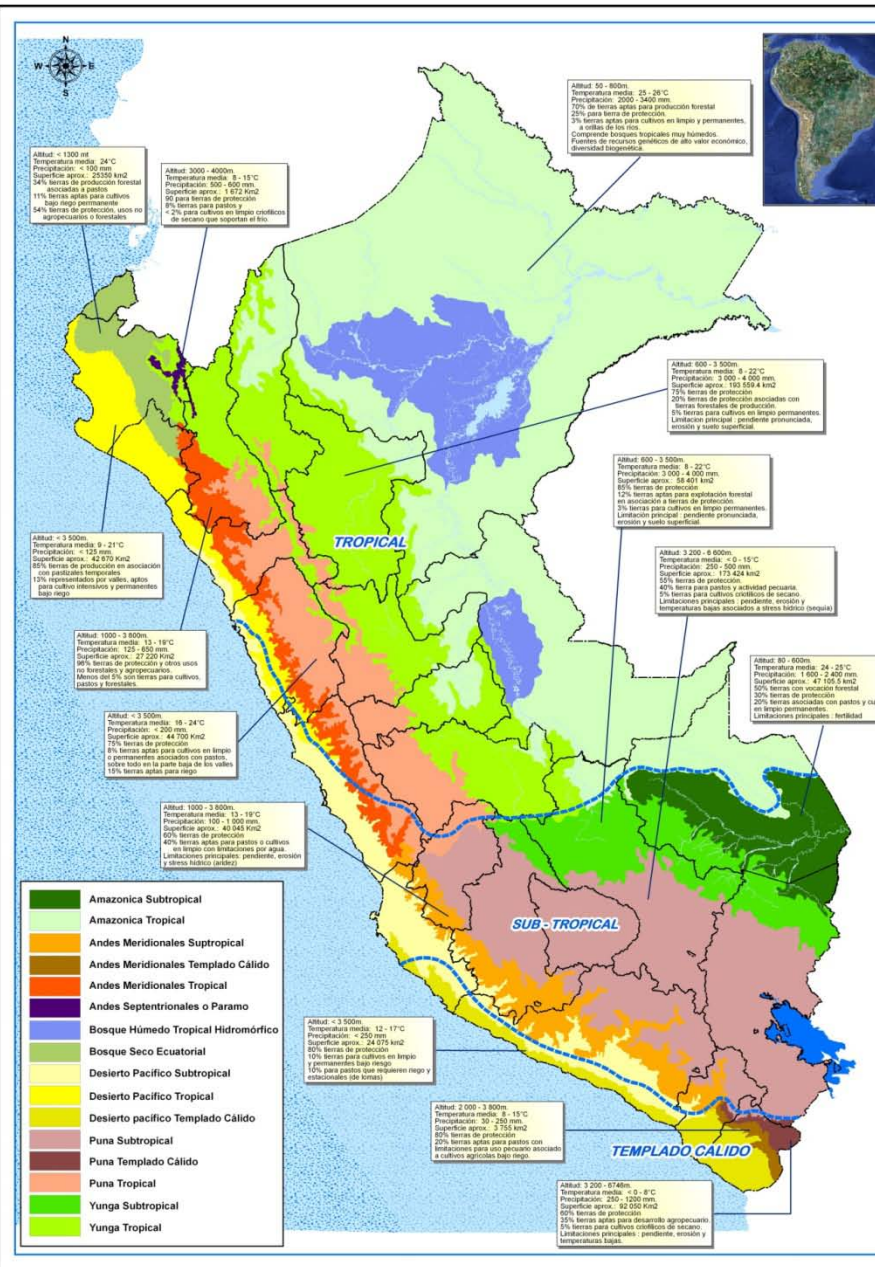 N
W E
S
Altitud: 50 - 800m.
Temperatura media: 25 - 26°C
Precipitación: 2000 - 3400 mm.
70% de tierras aptas para producción forestal
25% para tierra de protección.
3% tierras aptas para cultivos en limpio y permanentes,
a orillas de los ríos.
Comprende bosques tropicales muy húmedos.
Fuentes de recursos genéticos de alto valor económico,
diversidad biogenética.
Altitud: < 1300 mt
Temperatura media: 24°C
Precipitación: < 100 mm
Superficie aprox.: 25350 km2
34% tierras de producción forestal
asociadas a pastos
11% tierras aptas para cultivos
bajo riego permanente
54% tierras de protección, usos no
agropecuarios o forestales
Altitud: 3000 - 4000m.
Temperatura media: 8 - 15°C
Precipitación: 500 - 600 mm.
Superficie aprox.: 1 672 Km2
90 para tierras de protección
8% tierras para pastos y
< 2% para cultivos en limpio criofílicos
de secano que soportan el frío.
Altitud: 600 - 3 500m.
Temperatura media: 8 - 22°C
Precipitación: 3 000 - 4 000 mm.
Superficie aprox.: 193 559.4 km2
75% tierras de protección
20% tierras de protección asociadas con
tierras forestales de producción.
5% tierras para cultivos en limpio permanentes.
Limitacion principal : pendiente pronunciada,
erosión y suelo superficial.
Altitud: 600 - 3 500m.
Temperatura media: 8 - 22°C
Precipitación: 3 000 - 4 000 mm.
Superficie aprox.: 58 401 km2
85% tierras de protección
12% tierras aptas para explotación forestal
en asociación a tierras de protección.
3% tierras para cultivos en limpio permanentes.
Limitación principal : pendiente pronunciada,
erosión y suelo superficial.
Altitud: < 3 500m.
Temperatura media: 9 - 21°C
Precipitación: < 125 mm.
Superficie aprox.: 42 670 Km2
85% tierras de producción en asociación
con pastizales temporales
13% representados por valles, aptos
para cultivo intensivos y permanentes
bajo riego
TROPICAL
Altitud: 3 200 - 6 600m.
Temperatura media: < 0 - 15°C
Precipitación: 250 - 500 mm.
Superficie aprox.: 173 424 km2
55% tierras de protección.
40% tierra para pastos y actividad pecuaria.
5% tierras para cultivos criofílicos de secano.
Limitaciones principales : pendiente, erosión y
temperaturas bajas asociados a stress hídrico (sequía)
Altitud: 1000 - 3 800m.
Temperatura media: 13 - 19°C
Precipitación: 125 - 650 mm.
Superficie aprox.: 27 220 Km2
96% tierras de protección y otros usos
no forestales y agropecuarios.
Menos del 5% son tierras para cultivos,
pastos y forestales.
Altitud: 80 - 600m.
Temperatura media: 24 - 25°C
Precipitación: 1 600 - 2 400 mm.
Superficie aprox.: 47 105.5 km2
50% tierras con vocación forestal
30% tierras de protección
20% tierras asociadas con pastos y cu
en limpio permanentes.
Limitaciones principales : fertilidad
Altitud: < 3 500m.
Temperatura media: 16 - 24°C
Precipitación: < 200 mm.
Superficie aprox.: 44 700 Km2
75% tierras de protección
8% tierras aptas para cultivos en limpio
o permanentes asociados con pastos,
sobre todo en la parte baja de los valles
15% tierras aptas para riego
Altitud: 1000 - 3 800m.
Temperatura media: 13 - 19°C
Precipitación: 100 - 1 000 mm.
Superficie aprox.: 40 045 Km2
60% tierras de protección
40% tierras aptas para pastos o cultivos
en limpio con limitaciones por agua.
Limitaciones principales: pendiente, erosión
y stress hídrico (aridez)
SUB - TROPICAL
Amazonica Subtropical
Amazonica Tropical
Andes Meridionales Suptropical
Andes Meridionales Templado Cálido
Andes Meridionales Tropical
Andes Septentrionales o Paramo
Bosque Húmedo Tropical Hidromórfico
Bosque Seco Ecuatorial
Desierto Pacífico Subtropical
Desierto Pacífico Tropical
Desierto pacífico Templado Cálido
Puna Subtropical
Puna Templado Cálido
Puna Tropical
Yunga Subtropical
Yunga Tropical
Altitud: < 3 500m.
Temperatura media: 12 - 17°C
Precipitación: < 250 mm
Superficie aprox.: 24 075 km2
80% tierras de protección
10% tierras para cultivos en limpio
y permanentes bajo riesgo
10% para pastos que requieren riego y
estacionales (de lomas)
Altitud: 2 000 - 3 800m.
Temperatura media: 8 - 15°C
Precipitación: 30 - 250 mm.
Superficie aprox.: 3 755 km2
80% tierras de protección
20% tierras aptas para pastos con
limitaciones para uso pecuario asociado
a cultivos agrícolas bajo riego.
TEMPLADO CALIDO
Altitud: 3 200 - 6746m.
Temperatura media: < 0 - 6°C
Precipitación: 250 - 1200 mm.
Superficie aprox.: 92 050 Km2
60% tierras de protección
35% tierras aptas para desarrollo agropecuario.
5% tierras para cultivos criofílicos de secano.
Limitaciones principales : pendiente, erosión y
temperaturas bajas.